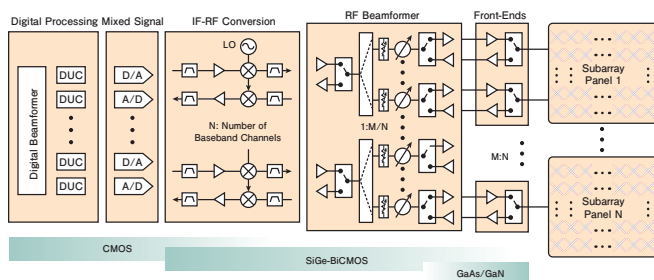 Digital Processing
Mixed Signal
IF-RF Conversion
RF Beamformer
Front-Ends
LO
Digital Beamformer
DUC
D/A
DUC
A/D
N: Number of
Baseband Channels
1:M/N
M:N
DUC
D/A
DUC
A/D
Subarray
Panel 1
Subarray
Panel N
CMOS
SiGe-BiCMOS
GaAs/GaN